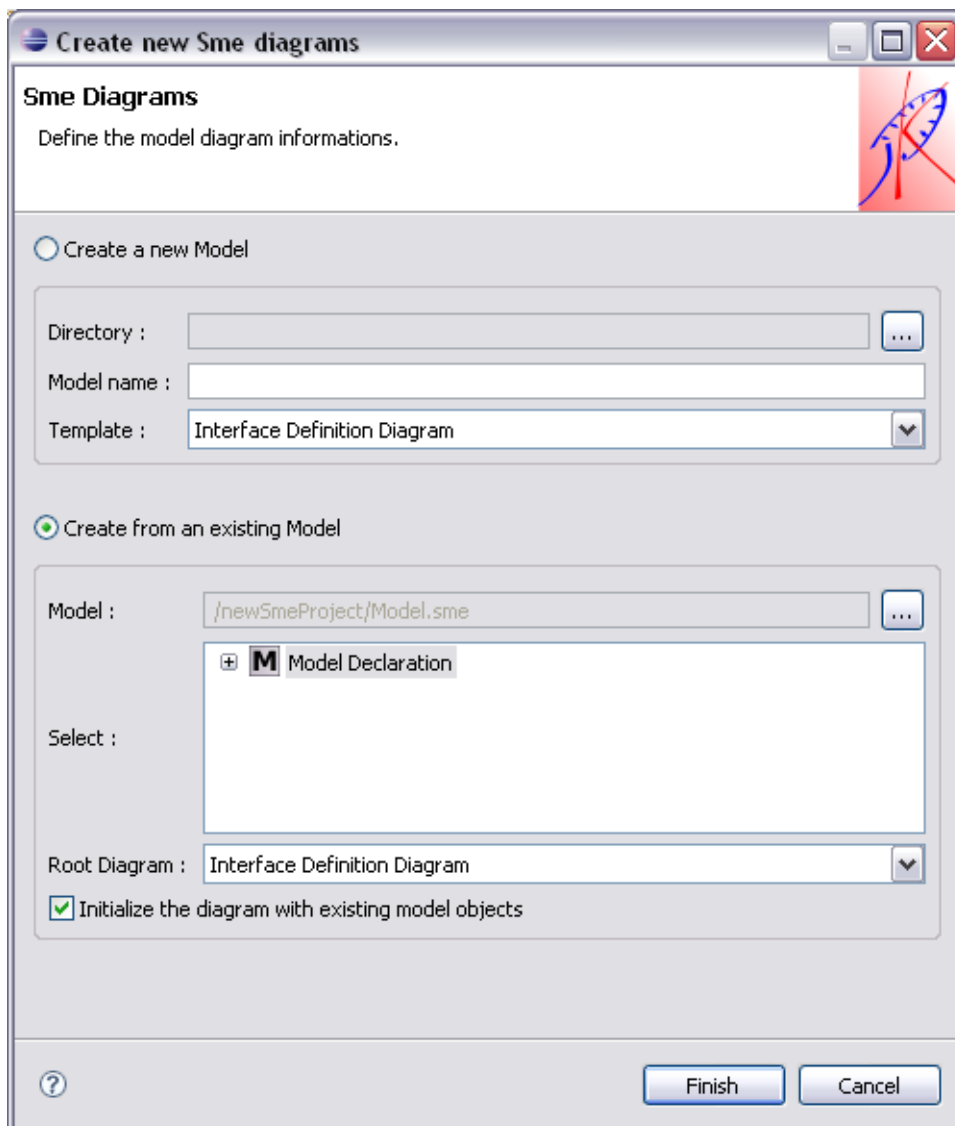 Create new Sme diagrams
Sme Diagrams
Define the model diagram informations.
Create a new Model
Directory :
...
Model name :
Template : Interface Definition Diagram
Create from an existing Model
Model : /newSmeProject/Model.sme ...
M Model Declaration
Select :
Root Diagram : Interface Definition Diagram
Initialize the diagram with existing model objects
? Finish Cancel